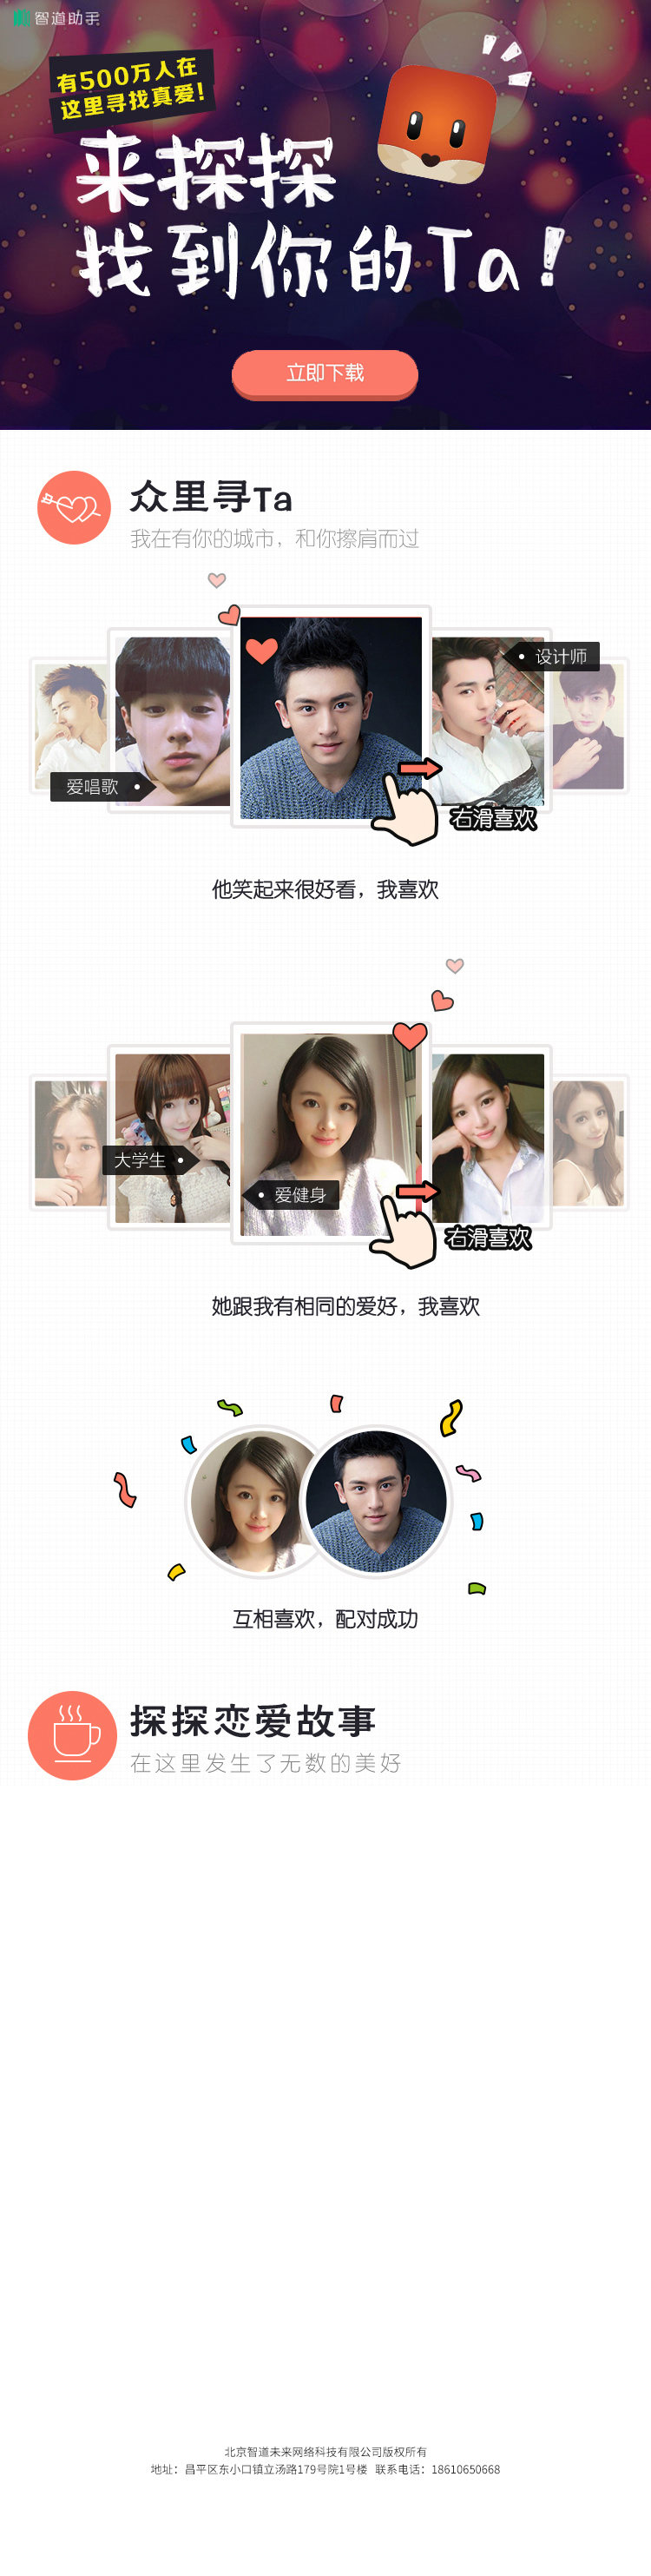 智道助手
有500万人在
这里寻找真爱!
来探探
找到你的Ta!
立即下载
众里寻Ta
我在有你的城市，和你擦肩而过
设计师
爱唱歌
右滑喜欢
他笑起来很好看，我喜欢
大学生
爱健身
右滑喜欢
她跟我有相同的爱好，我喜欢
互相喜欢，配对成功
探探恋爱故事
在这里发生了无数的美好
北京智道未来网络科技有限公司版权所有
地址：昌平区东小口镇立汤路179号院1号楼 联系电话：18610650668